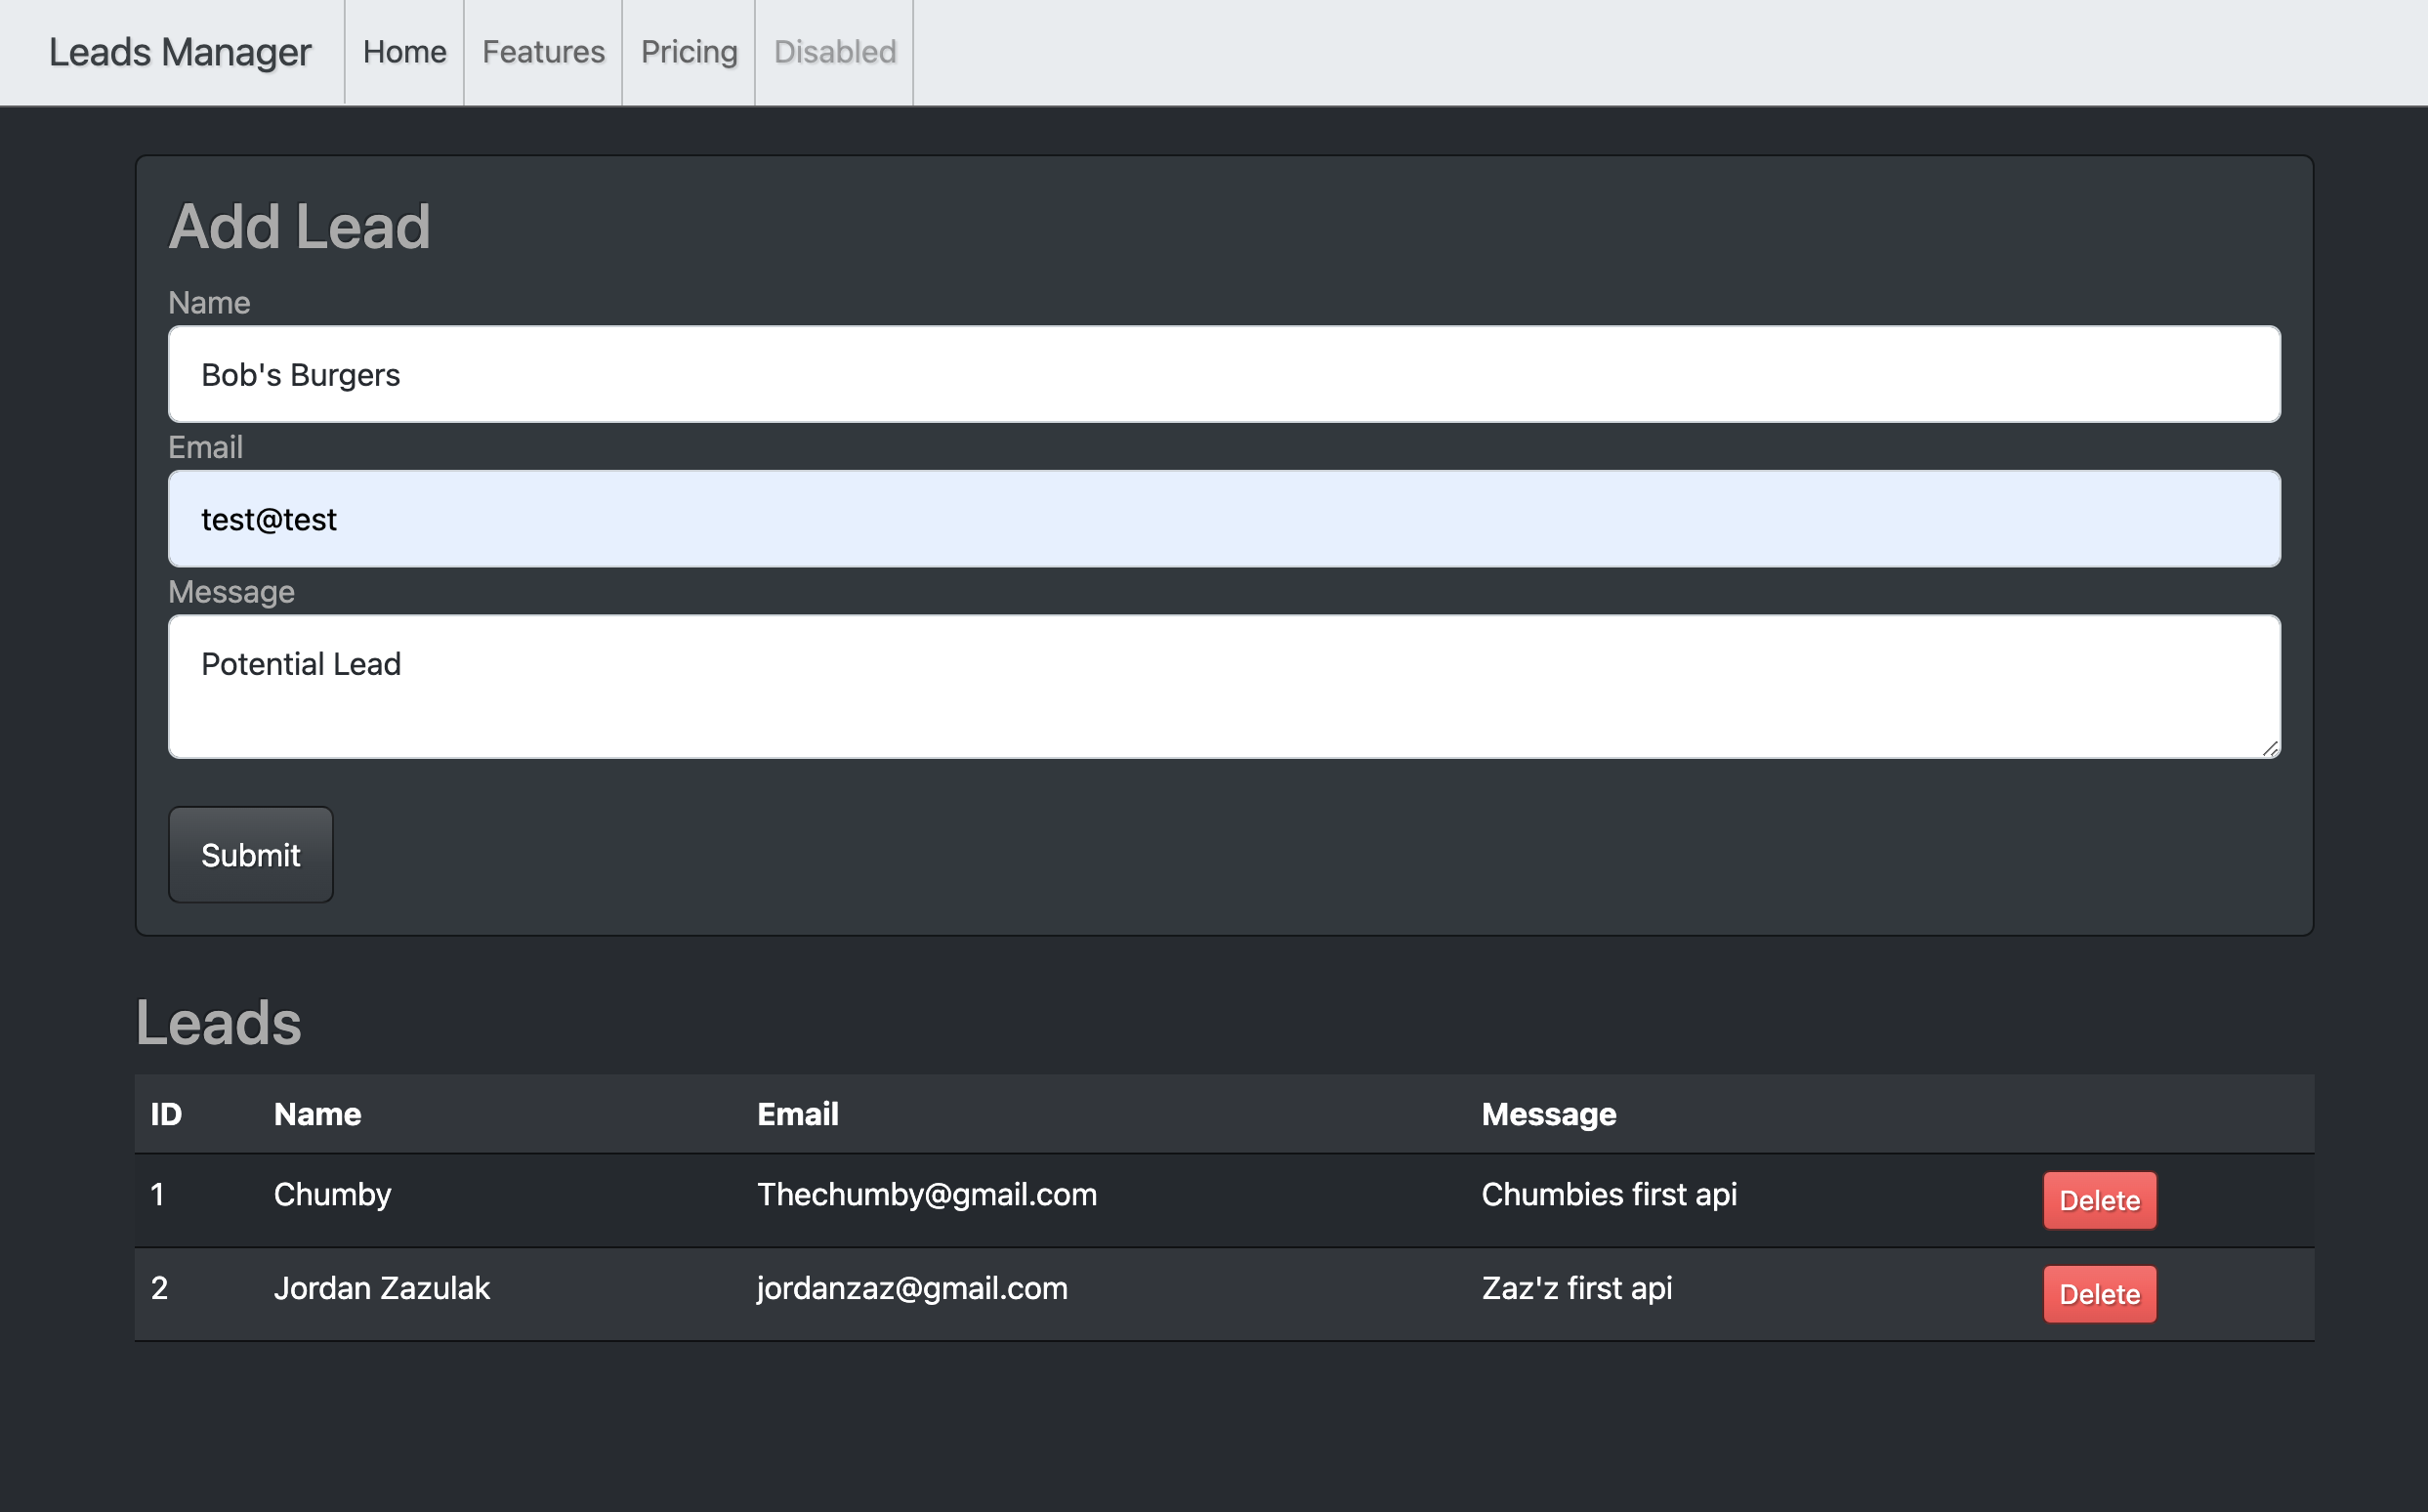 Leads Manager Home Features Pricing Disabled
Add Lead
Name
Bob's Burgers
Email
test@test
Message
Potential Lead
Submit
Leads
ID Name Email Message
1 Chumby Thechumby@gmail.com Chumbies first api Delete
2 Jordan Zazulak jordanzaz@gmail.com Zaz'z first api Delete